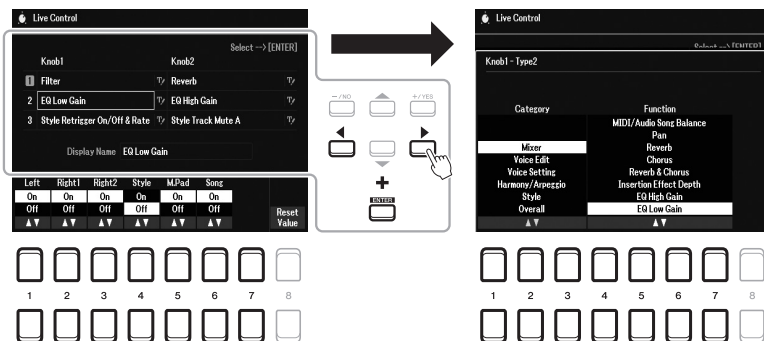 Live Control
Select --> [ENTER]
Knob1 Knob2
1 Filter Reverb
2 EQ Low Gain EQ High Gain
3 Style Retrigger On/Off & Rate Style Track Mute A
Display Name EQ Low Gain
Left Right1 Right2 Style M.Pad Song
On On On On On On
Off Off Off Off Off Off
Reset Value
▲▼ ▲▼ ▲▼ ▲▼ ▲▼ ▲▼
1 2 3 4 5 6 7 8
−/NO +/YES
+
ENTER
Live Control
Knob1 - Type2
Category Function
MIDI/Audio Song Balance
Pan
Mixer Reverb
Voice Edit Chorus
Voice Setting Reverb & Chorus
Harmony/Arpeggio Insertion Effect Depth
Style EQ High Gain
Overall EQ Low Gain
▲▼ ▲▼
1 2 3 4 5 6 7 8